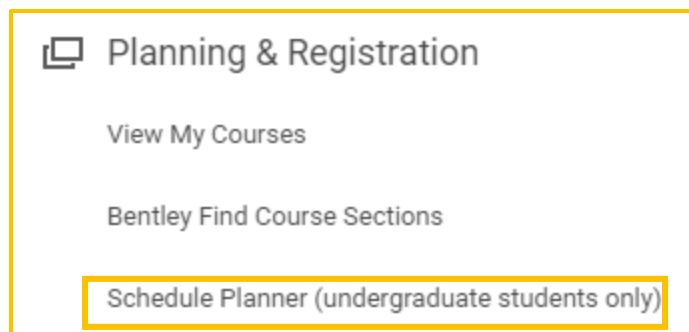 Planning & Registration
View My Courses
Bentley Find Course Sections
Schedule Planner (undergraduate students only)